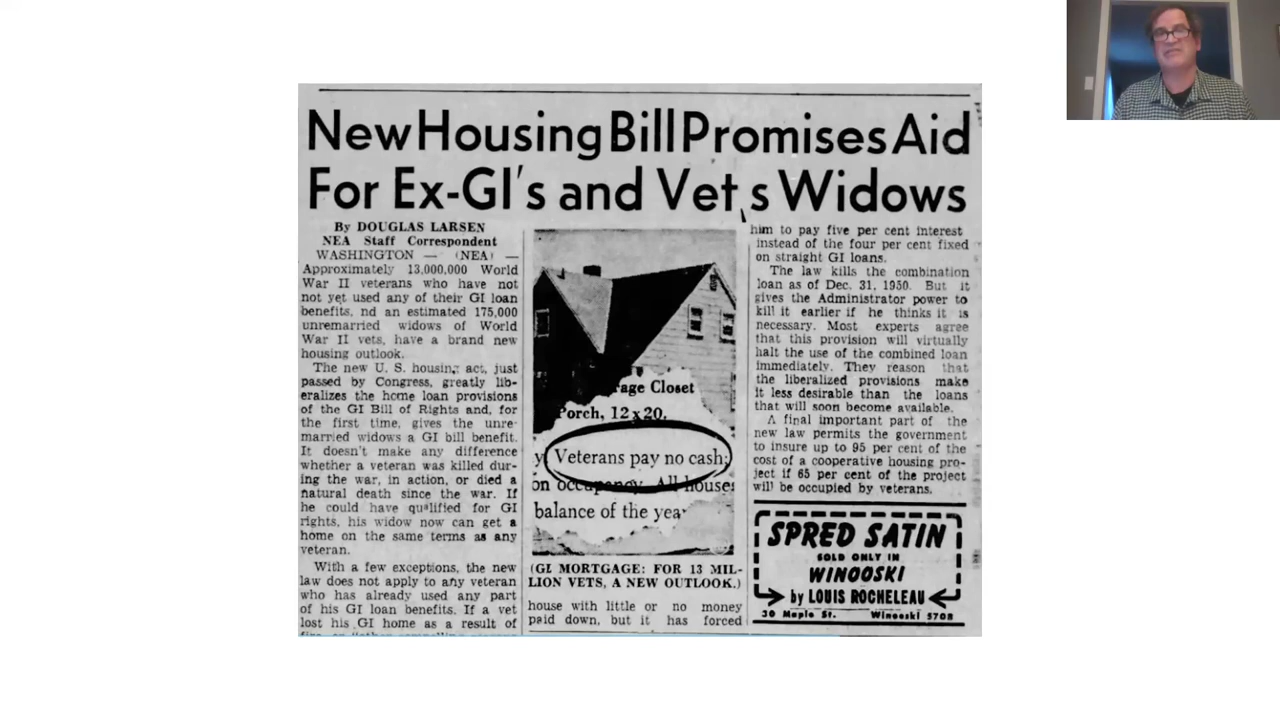 New Housing Bill Promises Aid
For Ex-GI's and Vet's Widows
By DOUGLAS LARSEN
NEA Staff Correspondent
WASHINGTON — (NEA) —
Approximately 13,000,000 World
War II veterans who have not
not yet used any of their GI loan
benefits, nd an estimated 175,000
unremarried widows of World
War II vets, have a brand new
housing outlook.
The new U. S. housing act, just
passed by Congress, greatly lib-
eralizes the home loan provisions
of the GI Bill of Rights and, for
the first time, gives the unre-
married widows a GI bill benefit.
It doesn't make any difference
whether a veteran was killed dur-
ing the war, in action, or died a
natural death since the war. If
he could have qualified for GI
rights, his widow now can get a
home on the same terms as any
veteran.
With a few exceptions, the new
law does not apply to any veteran
who has already used any part
of his GI loan benefits. If a vet
lost his GI home as a result of
rage Closet
Porch, 12 x 20.
y Veterans pay no cash;
on occupancy. All house
balance of the year
(GI MORTGAGE: FOR 13 MIL-
LION VETS, A NEW OUTLOOK.)
house with little or no money
paid down, but it has forced
him to pay five per cent interest
instead of the four per cent fixed
on straight GI loans.
The law kills the combination
loan as of Dec. 31, 1950. But it
gives the Administrator power to
kill it earlier if he thinks it is
necessary. Most experts agree
that this provision will virtually
halt the use of the combined loan
immediately. They reason that
the liberalized provisions make
it less desirable than the loans
that will soon become available.
A final important part of the
new law permits the government
to insure up to 95 per cent of the
cost of a cooperative housing pro-
ject if 65 per cent of the project
will be occupied by veterans.
SPRED SATIN
SOLD ONLY IN
WINOOSKI
by LOUIS ROCHELEAU
30 Maple St. Winooski 570R